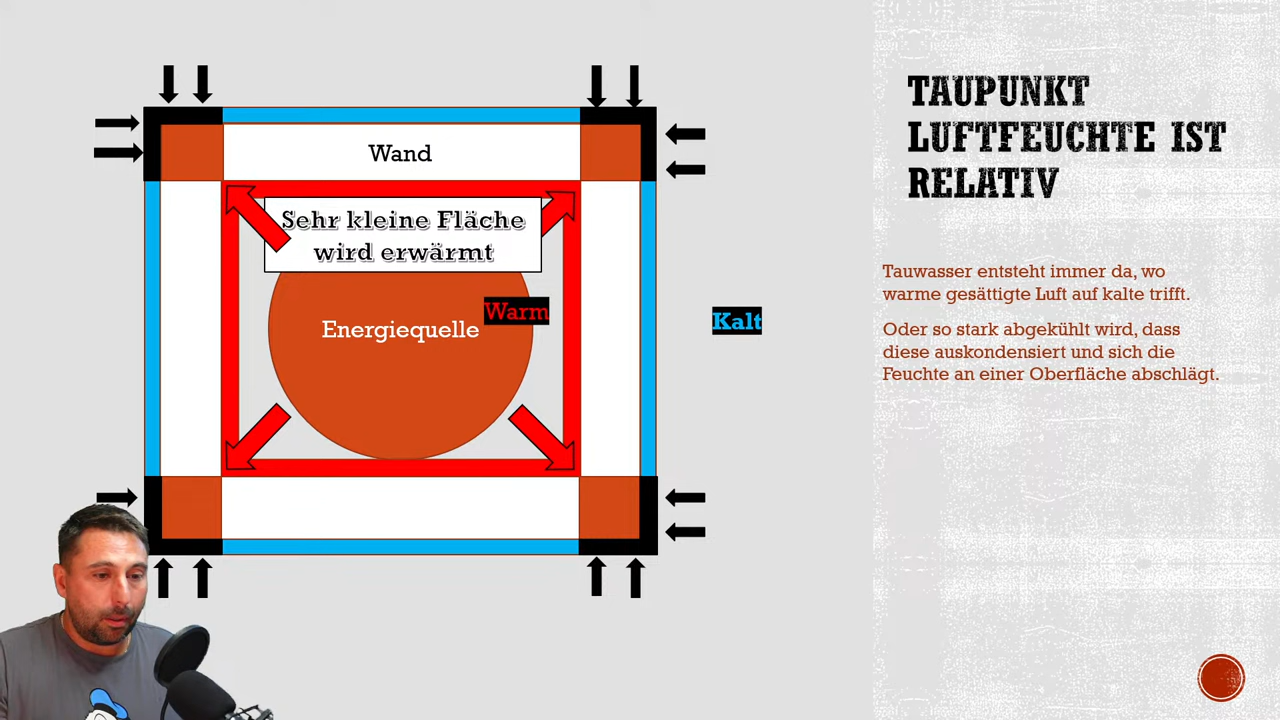 Wand
Sehr kleine Fläche
wird erwärmt
Warm
Energiequelle
Kalt
TAUPUNKT
LUFTFEUCHTE IST
RELATIV
Tauwasser entsteht immer da, wo
warme gesättigte Luft auf kalte trifft.
Oder so stark abgekühlt wird, dass
diese auskondensiert und sich die
Feuchte an einer Oberfläche abschlägt.